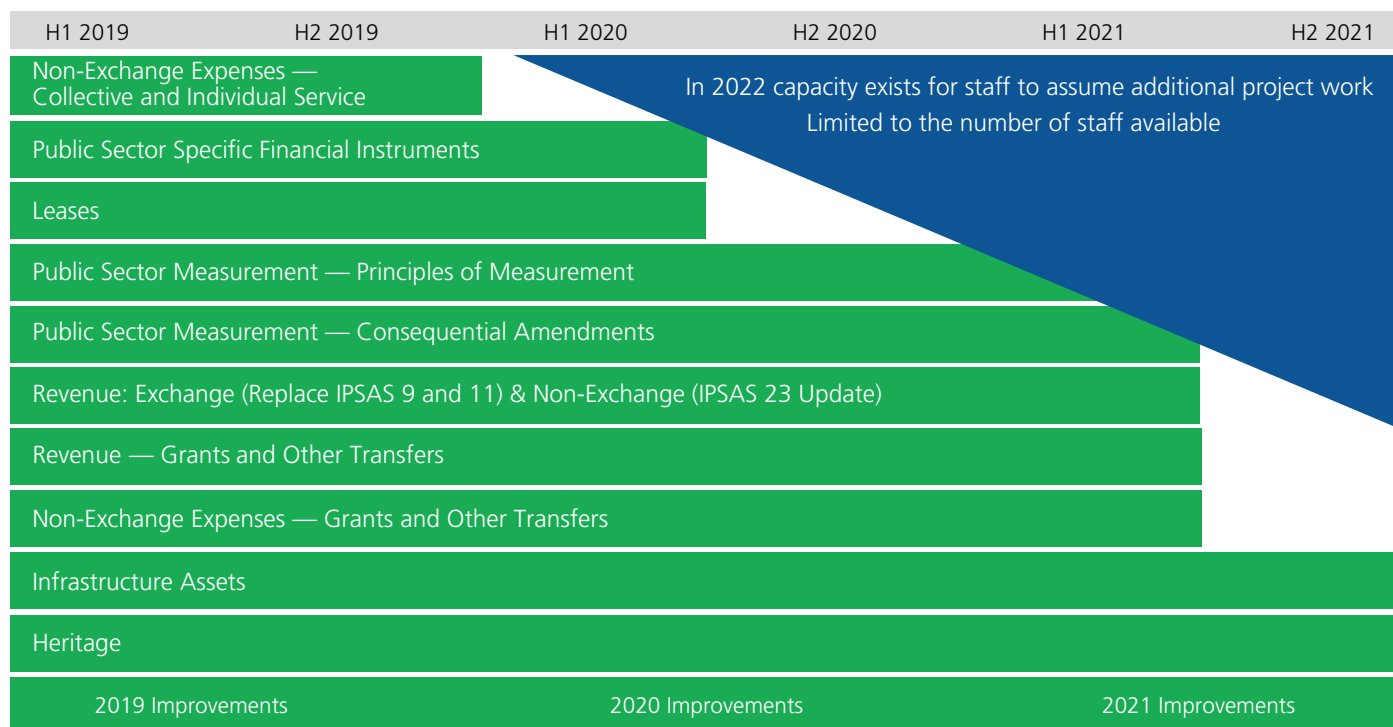 H1 2019 H2 2019 H1 2020 H2 2020 H1 2021 H2 2021
Non-Exchange Expenses —
Collective and Individual Service
In 2022 capacity exists for staff to assume additional project work
Limited to the number of staff available
Public Sector Specific Financial Instruments
Leases
Public Sector Measurement — Principles of Measurement
Public Sector Measurement — Consequential Amendments
Revenue: Exchange (Replace IPSAS 9 and 11) & Non-Exchange (IPSAS 23 Update)
Revenue — Grants and Other Transfers
Non-Exchange Expenses — Grants and Other Transfers
Infrastructure Assets
Heritage
2019 Improvements 2020 Improvements 2021 Improvements